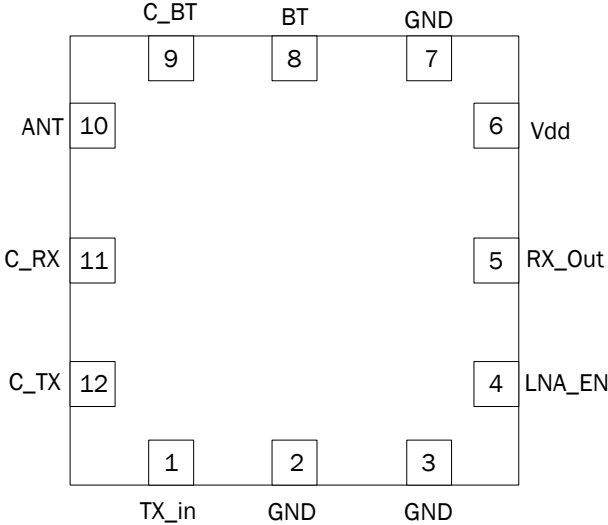 C_BT BT GND
9 8 7
ANT 10 6 Vdd
C_RX 11 5 RX_Out
C_TX 12 4 LNA_EN
1 2 3
TX_in GND GND